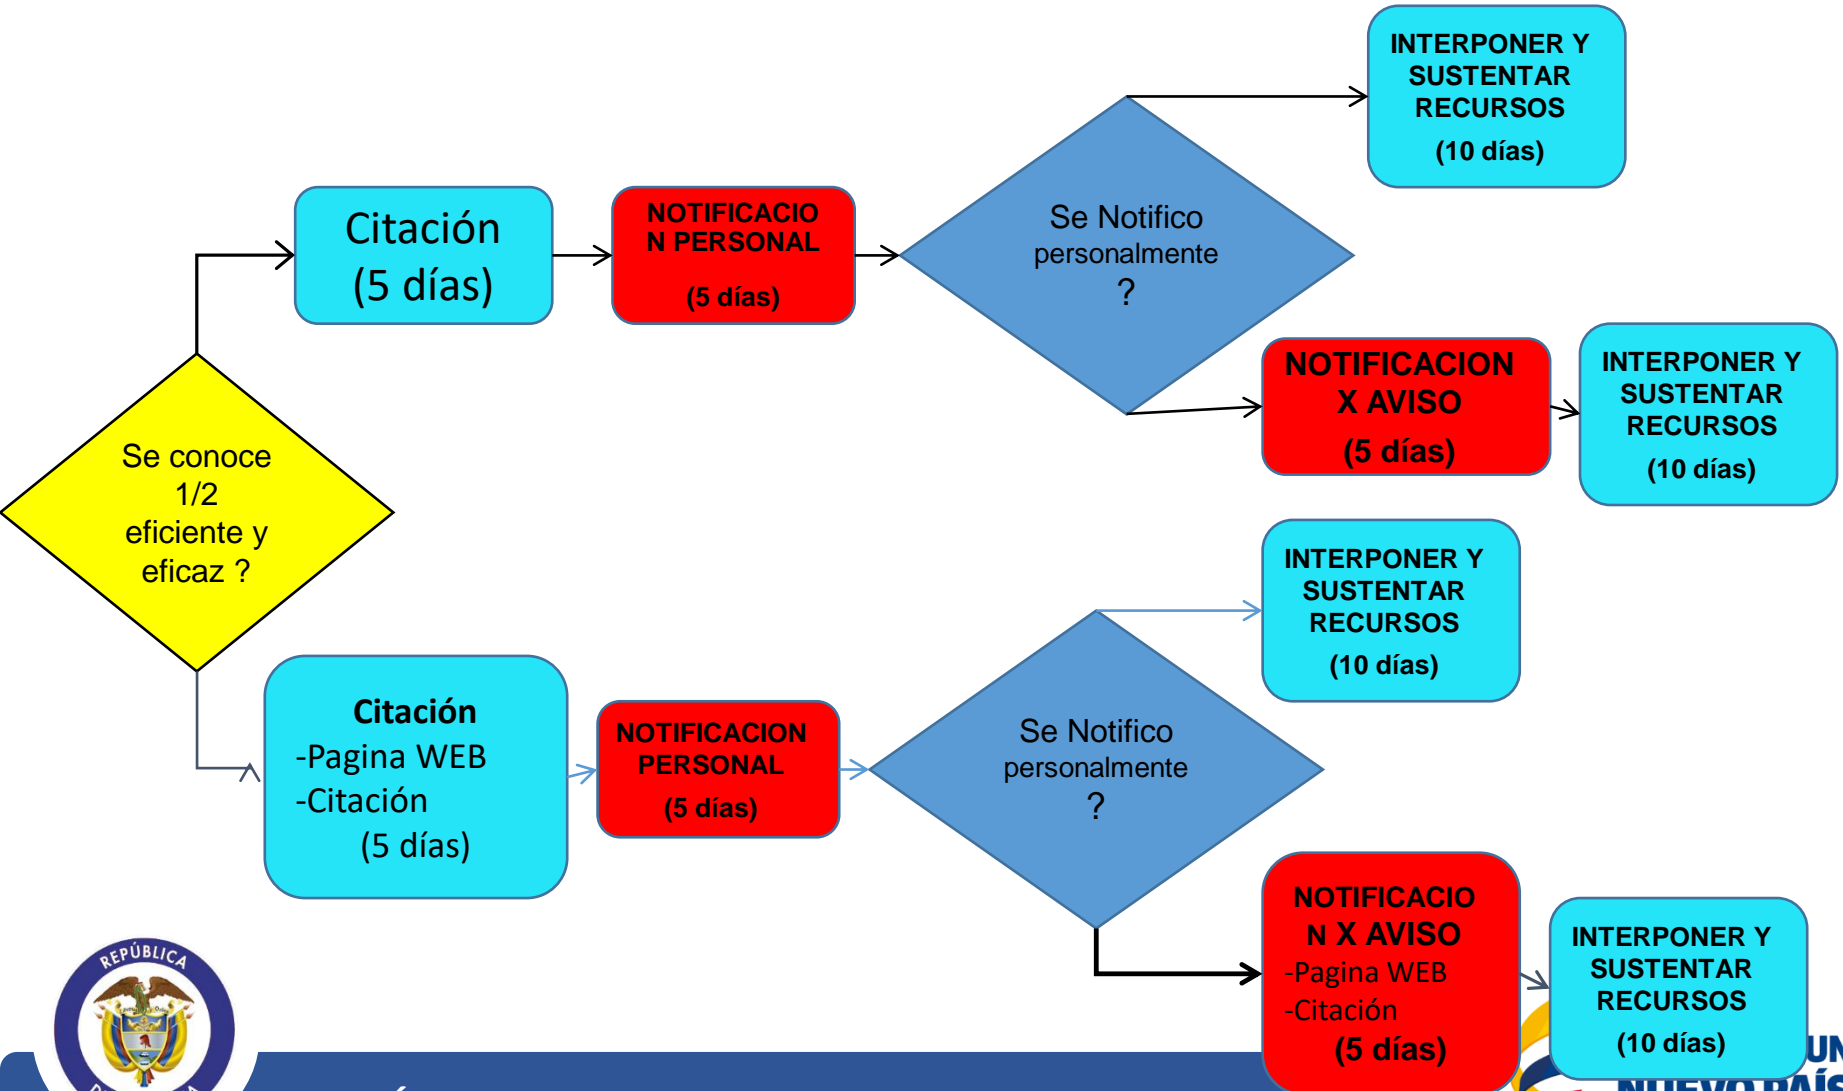 INTERPONER Y
SUSTENTAR
RECURSOS
(10 días)
Citación
(5 días)
NOTIFICACIO
N PERSONAL
(5 días)
Se Notifico
personalmente
?
NOTIFICACION
X AVISO
(5 días)
INTERPONER Y
SUSTENTAR
RECURSOS
(10 días)
Se conoce
1/2
eficiente y
eficaz ?
INTERPONER Y
SUSTENTAR
RECURSOS
(10 días)
Citación
-Pagina WEB
-Citación
(5 días)
NOTIFICACION
PERSONAL
(5 días)
Se Notifico
personalmente
?
NOTIFICACIO
N X AVISO
-Pagina WEB
-Citación
(5 días)
INTERPONER Y
SUSTENTAR
RECURSOS
(10 días)
REPÚBLICA
UN
NUEVO PAÍS